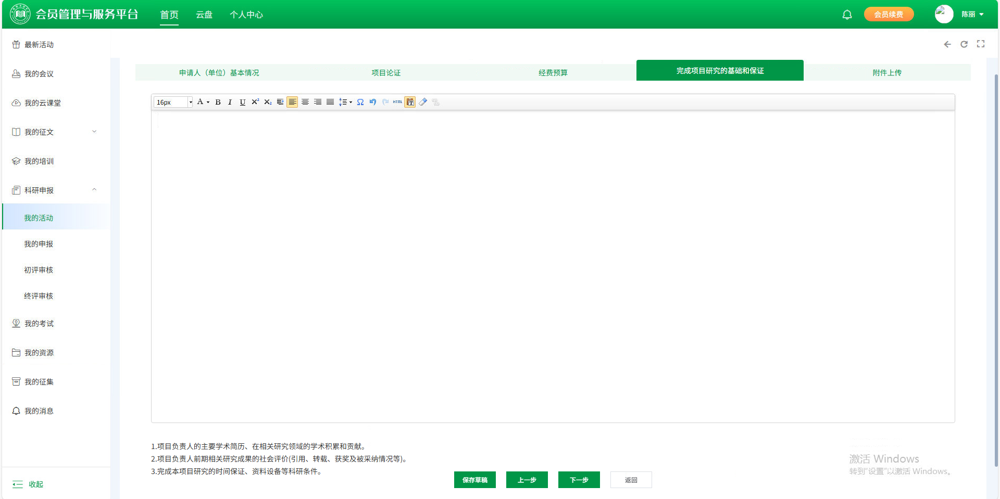 会员管理与服务平台
首页 云盘 个人中心
会员续费 陈丽
最新活动
我的会议
我的云课堂
我的征文
我的培训
科研申报
我的活动
我的申报
初评审核
终评审核
我的考试
我的资源
我的征集
我的消息
收起
申请人（单位）基本情况 项目论证 经费预算 完成项目研究的基础和保证 附件上传
16px A B I U X² X₂ Ω HTML
1.项目负责人的主要学术简历、在相关研究领域的学术积累和贡献。
2.项目负责人前期相关研究成果的社会评价(引用、转载、获奖及被采纳情况等)。
3.完成本项目研究的时间保证、资料设备等科研条件。
保存草稿 上一步 下一步 返回
激活 Windows
转到"设置"以激活 Windows。